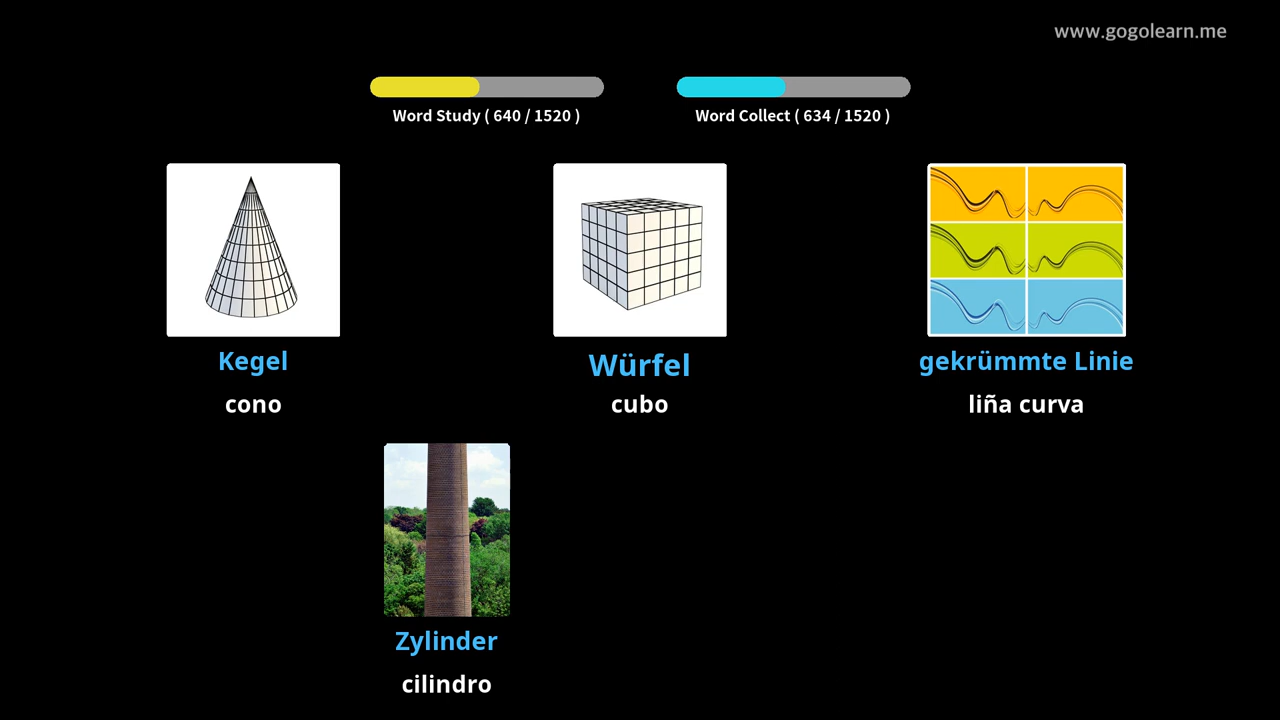 www.gogolearn.me
Word Study ( 640 / 1520 )
Word Collect ( 634 / 1520 )
Kegel
cono
Würfel
cubo
gekrümmte Linie
liña curva
Zylinder
cilindro